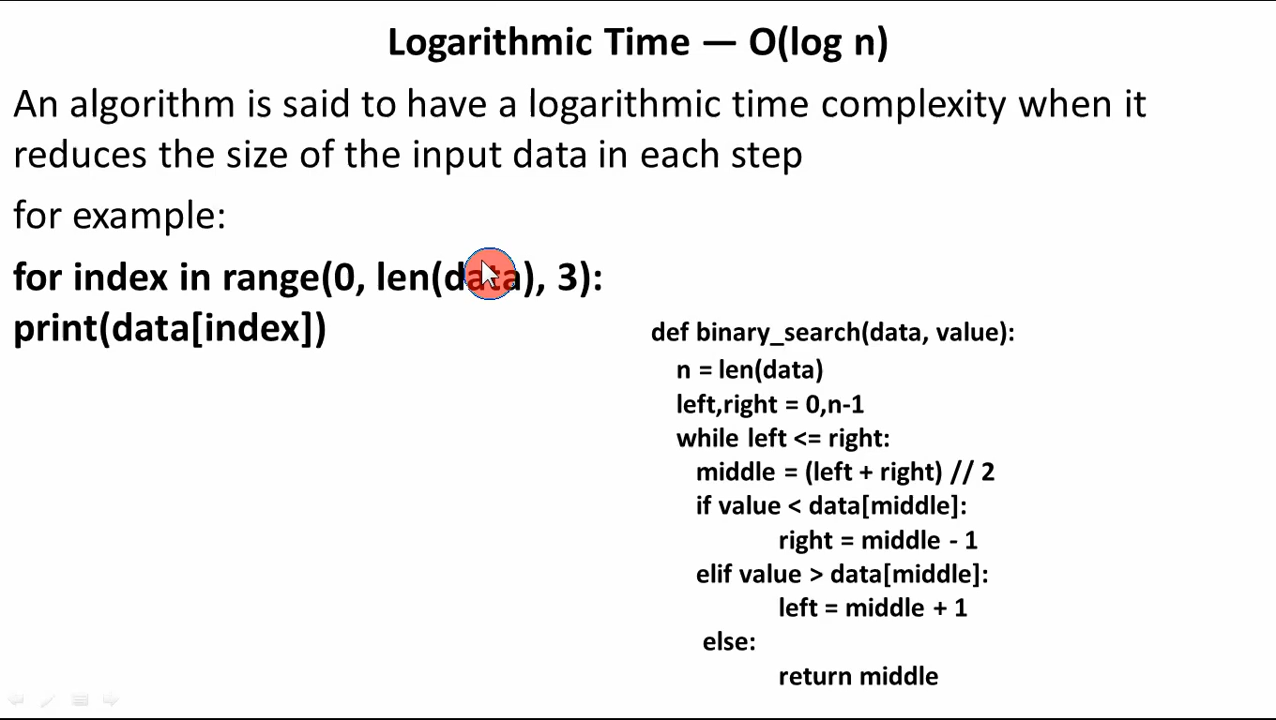 Logarithmic Time — O(log n)
An algorithm is said to have a logarithmic time complexity when it
reduces the size of the input data in each step
for example:
for index in range(0, len(data), 3):
print(data[index])
def binary_search(data, value):
n = len(data)
left,right = 0,n-1
while left <= right:
middle = (left + right) // 2
if value < data[middle]:
right = middle - 1
elif value > data[middle]:
left = middle + 1
else:
return middle